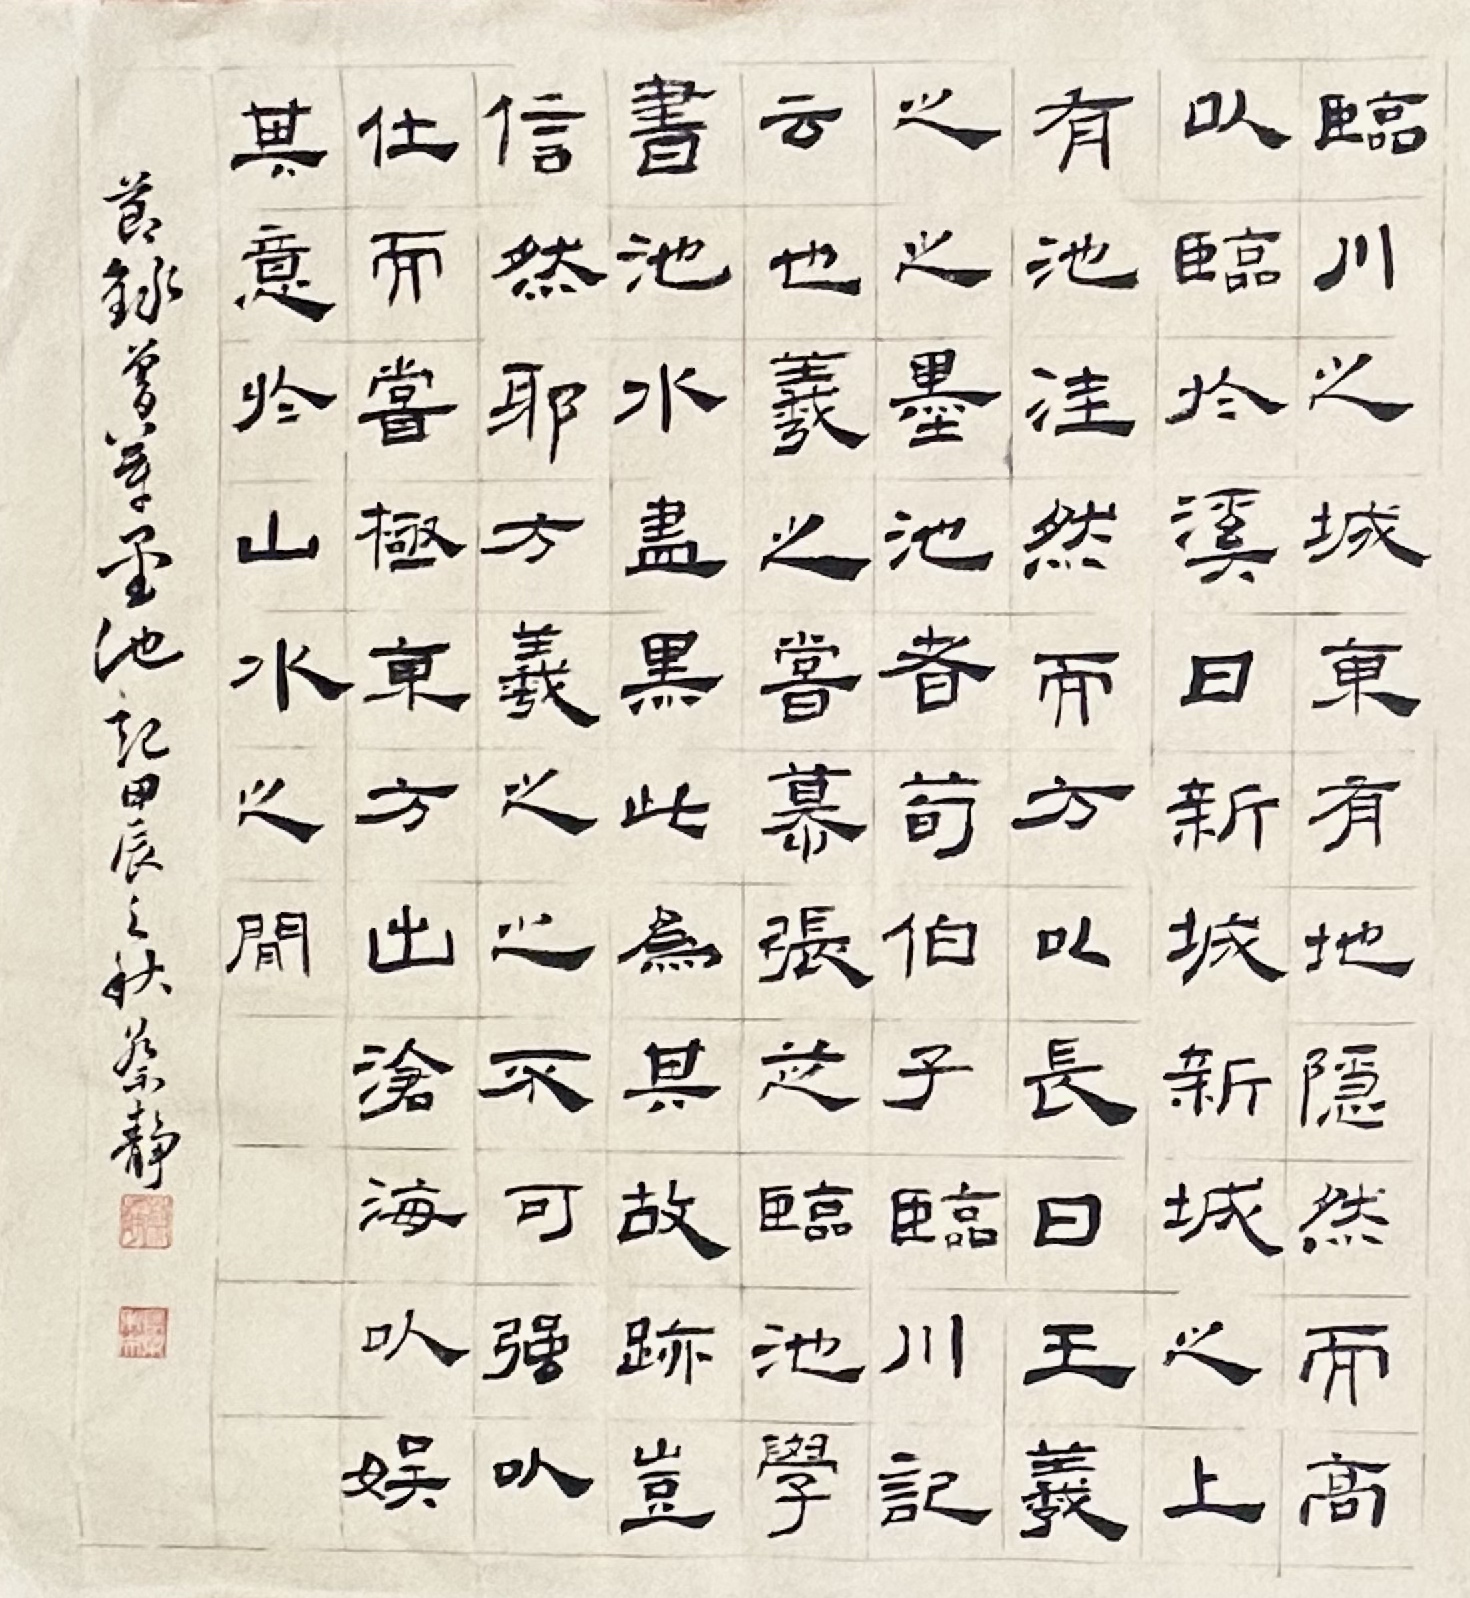 臨川之城東有地隱然而高
以臨於溪曰新城新城之上
有池洼然而方以長曰王羲
之之墨池者荀伯子臨川記
云也羲之嘗慕張芝臨池學
書池水盡黑此為其故跡豈
信然耶方羲之之不可强以
仕而嘗極東方出滄海以娛
其意於山水之間
節錄曾鞏墨池記甲辰之秋蔡靜